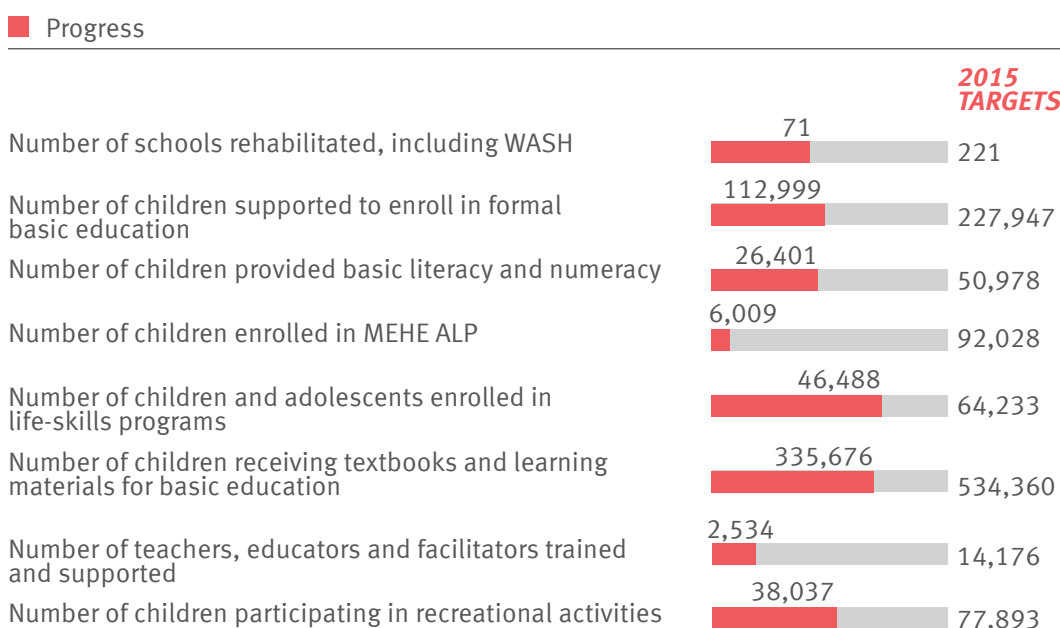 Progress
2015
TARGETS
71
Number of schools rehabilitated, including WASH
221
112,999
Number of children supported to enroll in formal
basic education
227,947
26,401
Number of children provided basic literacy and numeracy
50,978
6,009
Number of children enrolled in MEHE ALP
92,028
46,488
Number of children and adolescents enrolled in
life-skills programs
64,233
335,676
Number of children receiving textbooks and learning
materials for basic education
534,360
2,534
Number of teachers, educators and facilitators trained
and supported
14,176
38,037
Number of children participating in recreational activities
77,893